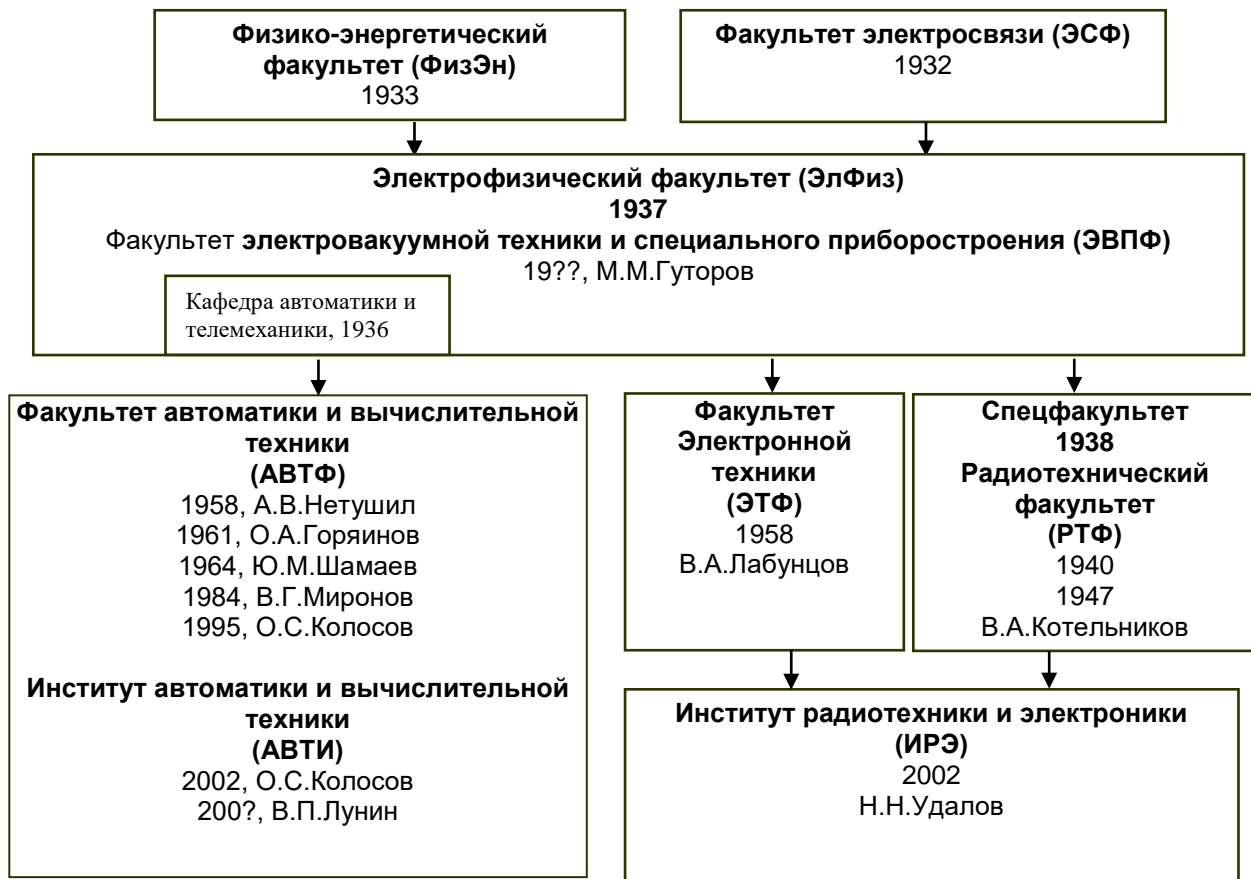 Физико-энергетический
факультет (ФизЭн)
1933
Факультет электросвязи (ЭСФ)
1932
Электрофизический факультет (ЭлФиз)
1937
Факультет электровакуумной техники и специального приборостроения (ЭВПФ)
19??, М.М.Гуторов
Кафедра автоматики и
телемеханики, 1936
Факультет автоматики и вычислительной
техники
(АВТФ)
1958, А.В.Нетушил
1961, О.А.Горяинов
1964, Ю.М.Шамаев
1984, В.Г.Миронов
1995, О.С.Колосов
Институт автоматики и вычислительной
техники
(АВТИ)
2002, О.С.Колосов
200?, В.П.Лунин
Факультет
Электронной
техники
(ЭТФ)
1958
В.А.Лабунцов
Спецфакультет
1938
Радиотехнический
факультет
(РТФ)
1940
1947
В.А.Котельников
Институт радиотехники и электроники
(ИРЭ)
2002
Н.Н.Удалов